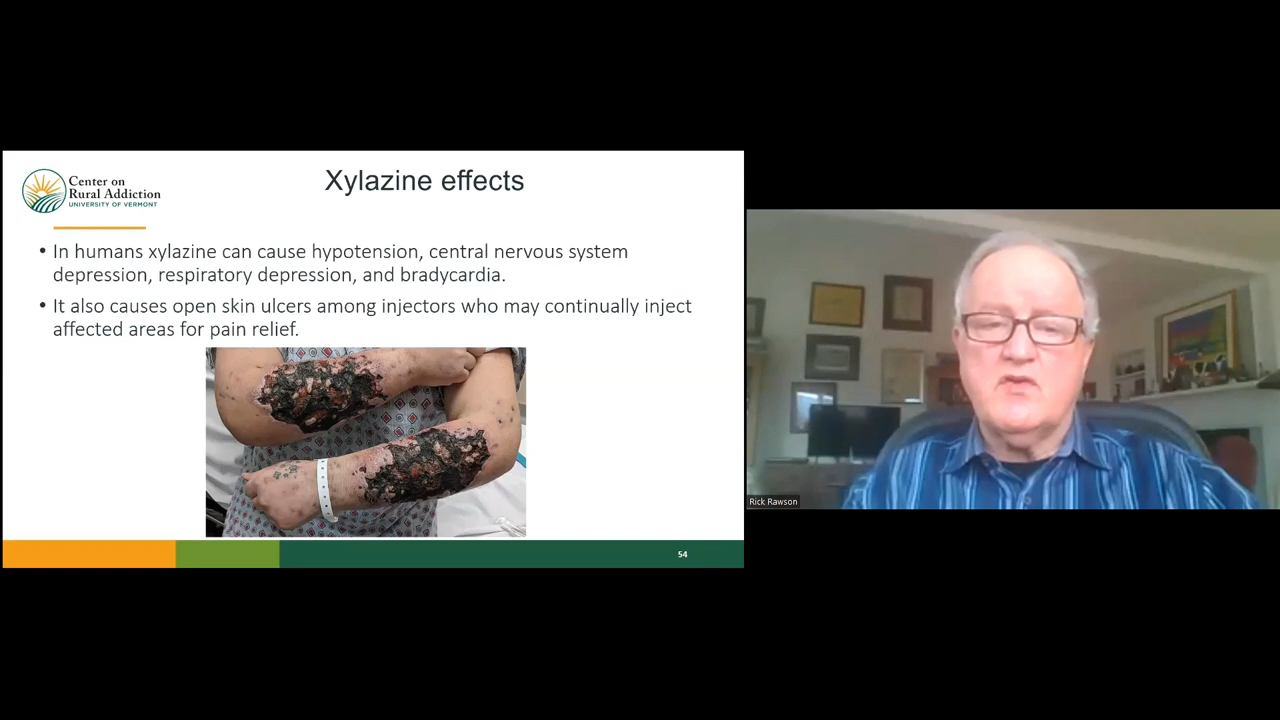 Center on
Rural Addiction
UNIVERSITY OF VERMONT
Xylazine effects
• In humans xylazine can cause hypotension, central nervous system
depression, respiratory depression, and bradycardia.
• It also causes open skin ulcers among injectors who may continually inject
affected areas for pain relief.
54
Rick Rawson